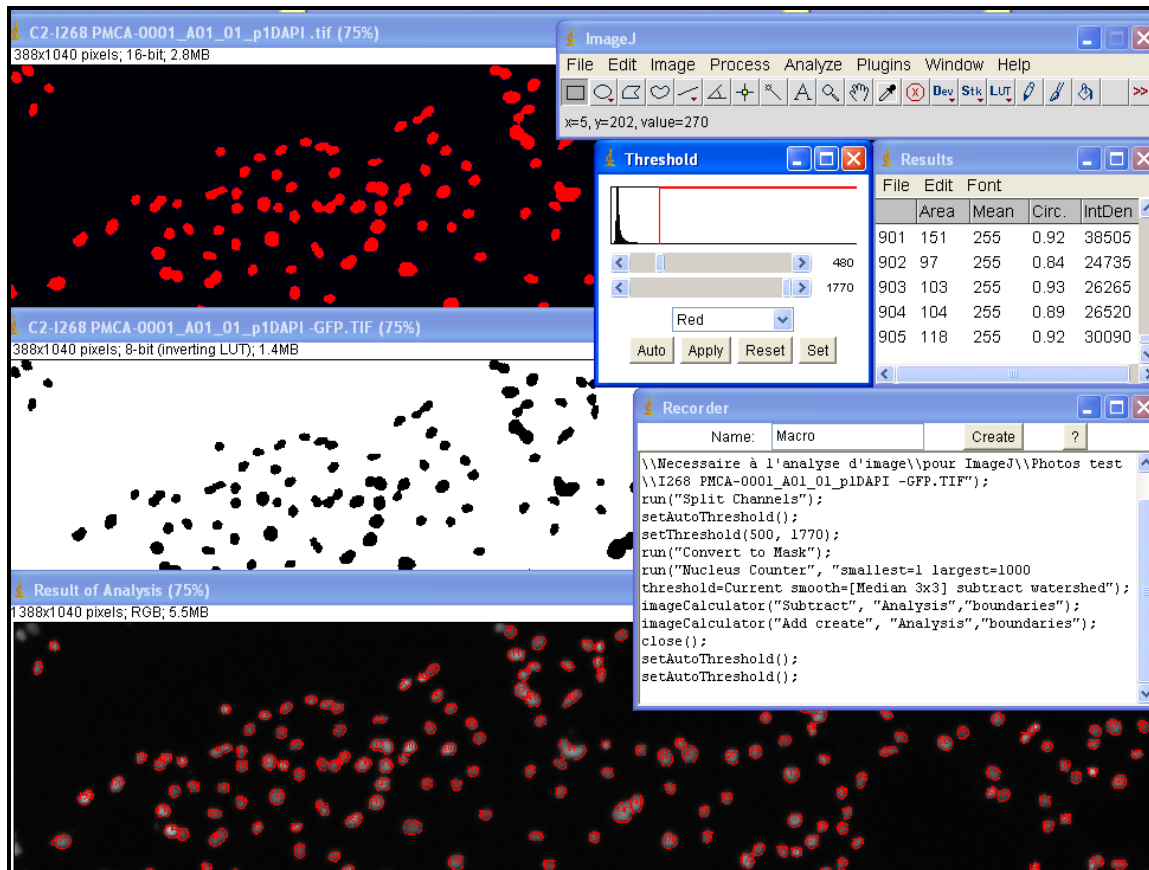 C2-I268 PMCA-0001_A01_01_p1DAPI .tif (75%)
388x1040 pixels; 16-bit; 2.8MB
ImageJ
File Edit Image Process Analyze Plugins Window Help
A Dev Stk LUT >>
x=5, y=202, value=270
Threshold
480
1770
Red
Auto Apply Reset Set
Results
File Edit Font
Area Mean Circ. IntDen
901 151 255 0.92 38505
902 97 255 0.84 24735
903 103 255 0.93 26265
904 104 255 0.89 26520
905 118 255 0.92 30090
C2-I268 PMCA-0001_A01_01_p1DAPI -GFP.TIF (75%)
388x1040 pixels; 8-bit (inverting LUT); 1.4MB
Recorder
Name: Macro Create ?
\\Necessaire à l'analyse d'image\\pour ImageJ\\Photos test
\\I268 PMCA-0001_A01_01_p1DAPI -GFP.TIF");
run("Split Channels");
setAutoThreshold();
setThreshold(500, 1770);
run("Convert to Mask");
run("Nucleus Counter", "smallest=1 largest=1000
threshold=Current smooth=[Median 3x3] subtract watershed");
imageCalculator("Subtract", "Analysis","boundaries");
imageCalculator("Add create", "Analysis","boundaries");
close();
setAutoThreshold();
setAutoThreshold();
Result of Analysis (75%)
1388x1040 pixels; RGB; 5.5MB